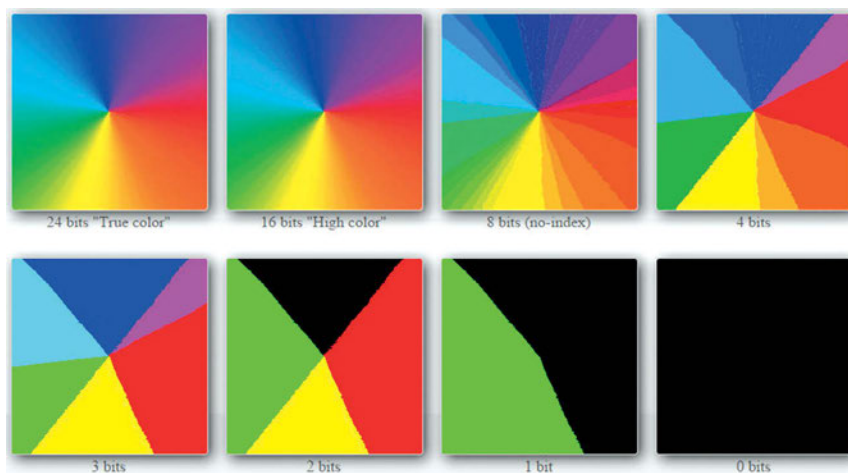 24 bits "True color"
16 bits "High color"
8 bits (no-index)
4 bits
3 bits
2 bits
1 bit
0 bits